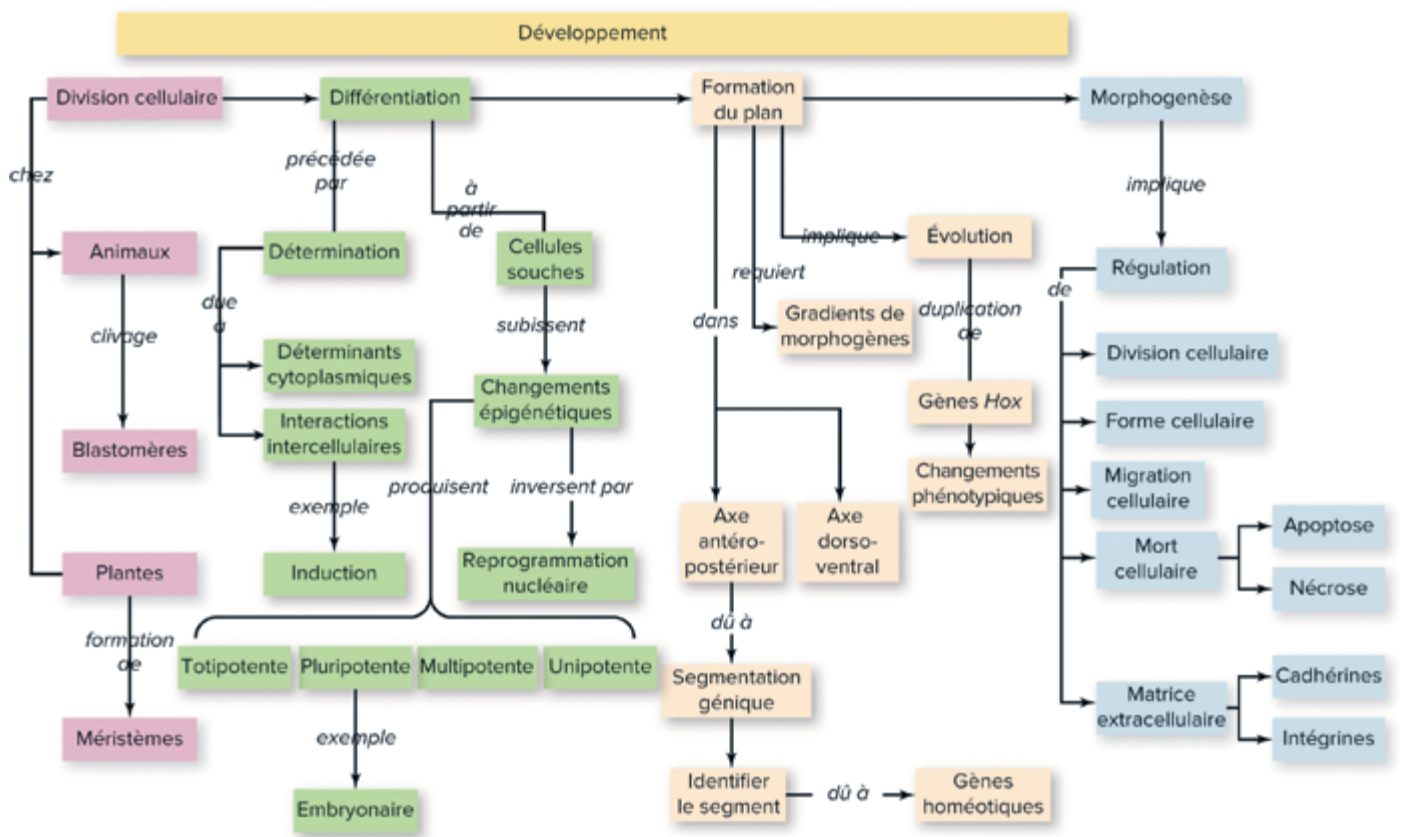 Développement
Division cellulaire
Différentiation
Formation
du plan
Morphogenèse
chez
précédée
par
à
partir
de
implique
Animaux
Détermination
Cellules
souches
implique
Évolution
requiert
Régulation
de
due
à
clivage
subissent
dans
Gradients de
morphogènes
duplication
de
Division cellulaire
Déterminants
cytoplasmiques
Changements
épigénétiques
Gènes Hox
Forme cellulaire
Interactions
intercellulaires
Blastomères
produisent
inversent par
Changements
phénotypiques
Migration
cellulaire
exemple
Axe
antéro-
postérieur
Axe
dorso-
ventral
Mort
cellulaire
Apoptose
Nécrose
Plantes
Induction
Reprogrammation
nucléaire
dû à
formation
de
Totipotente
Pluripotente
Multipotente
Unipotente
Segmentation
génique
Matrice
extracellulaire
Cadhérines
Intégrines
Méristèmes
exemple
Identifier
le segment
dû à
Gènes
homéotiques
Embryonaire